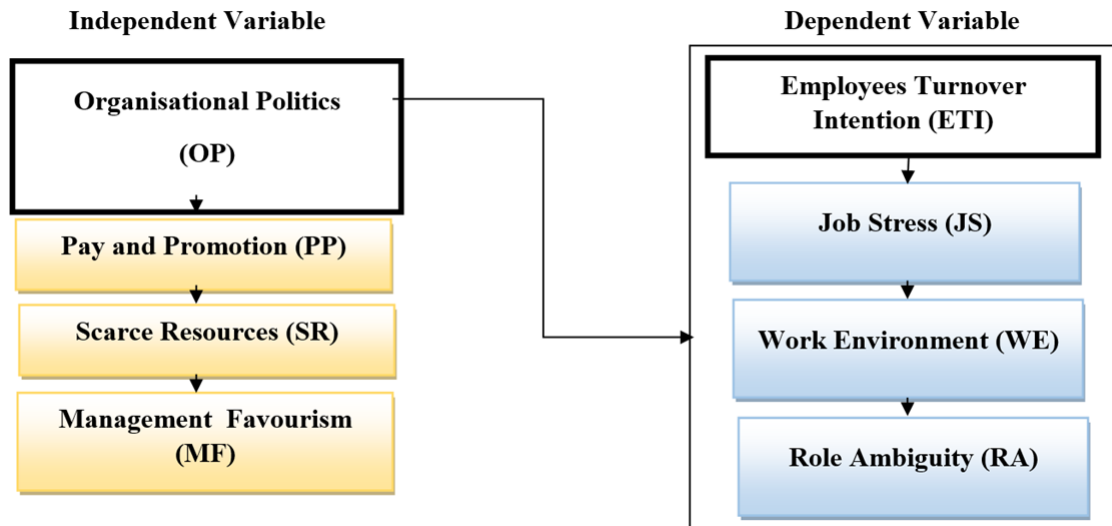 Independent Variable
Organisational Politics
(OP)
Pay and Promotion (PP)
Scarce Resources (SR)
Management Favourism
(MF)
Dependent Variable
Employees Turnover
Intention (ETI)
Job Stress (JS)
Work Environment (WE)
Role Ambiguity (RA)